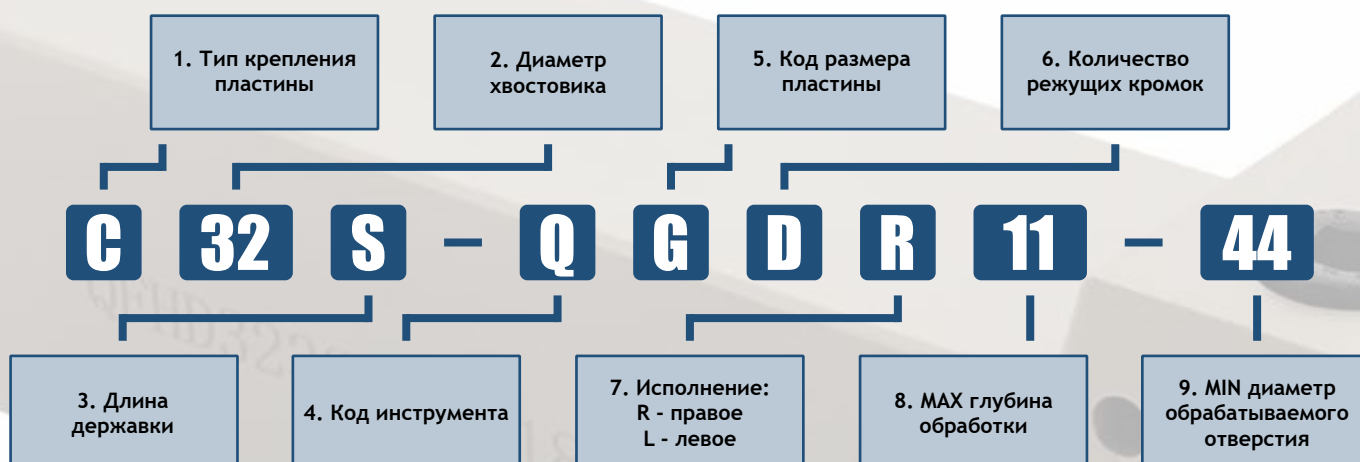 1. Тип крепления
пластины
2. Диаметр
хвостовика
5. Код размера
пластины
6. Количество
режущих кромок
C 32 S – Q G D R 11 – 44
3. Длина
державки
4. Код инструмента
7. Исполнение:
R - правое
L - левое
8. MAX глубина
обработки
9. MIN диаметр
обрабатываемого
отверстия